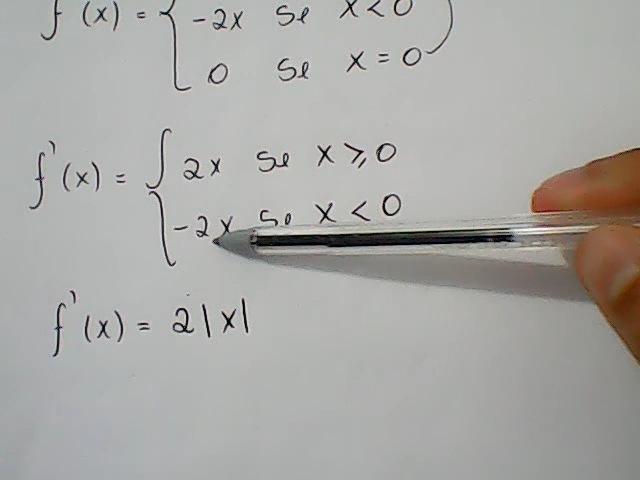 f'(x) = { -2x se x < 0
0 se x = 0
f'(x) = { 2x se x ⩾ 0
-2x se x < 0
f'(x) = 2|x|